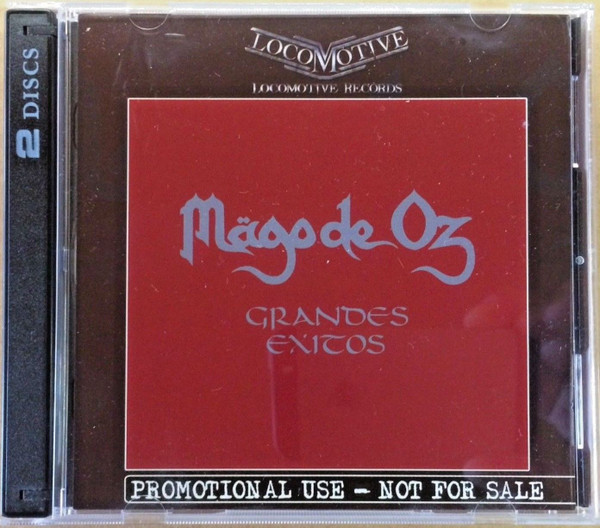 2 DISCS
LOCOMOTIVE
LOCOMOTIVE RECORDS
Mägo de Oz
GRANDES
EXITOS
PROMOTIONAL USE – NOT FOR SALE